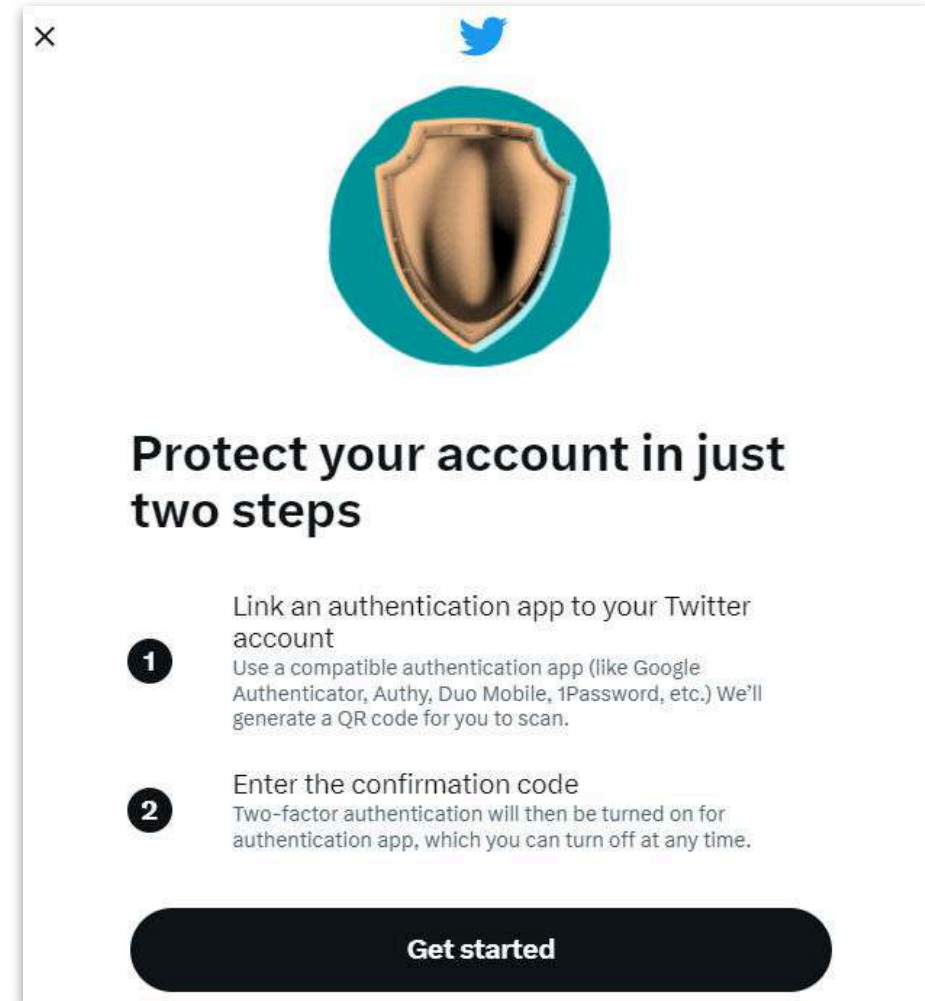 Protect your account in just
two steps
1
Link an authentication app to your Twitter
account
Use a compatible authentication app (like Google
Authenticator, Authy, Duo Mobile, 1Password, etc.) We’ll
generate a QR code for you to scan.
2
Enter the confirmation code
Two-factor authentication will then be turned on for
authentication app, which you can turn off at any time.
Get started